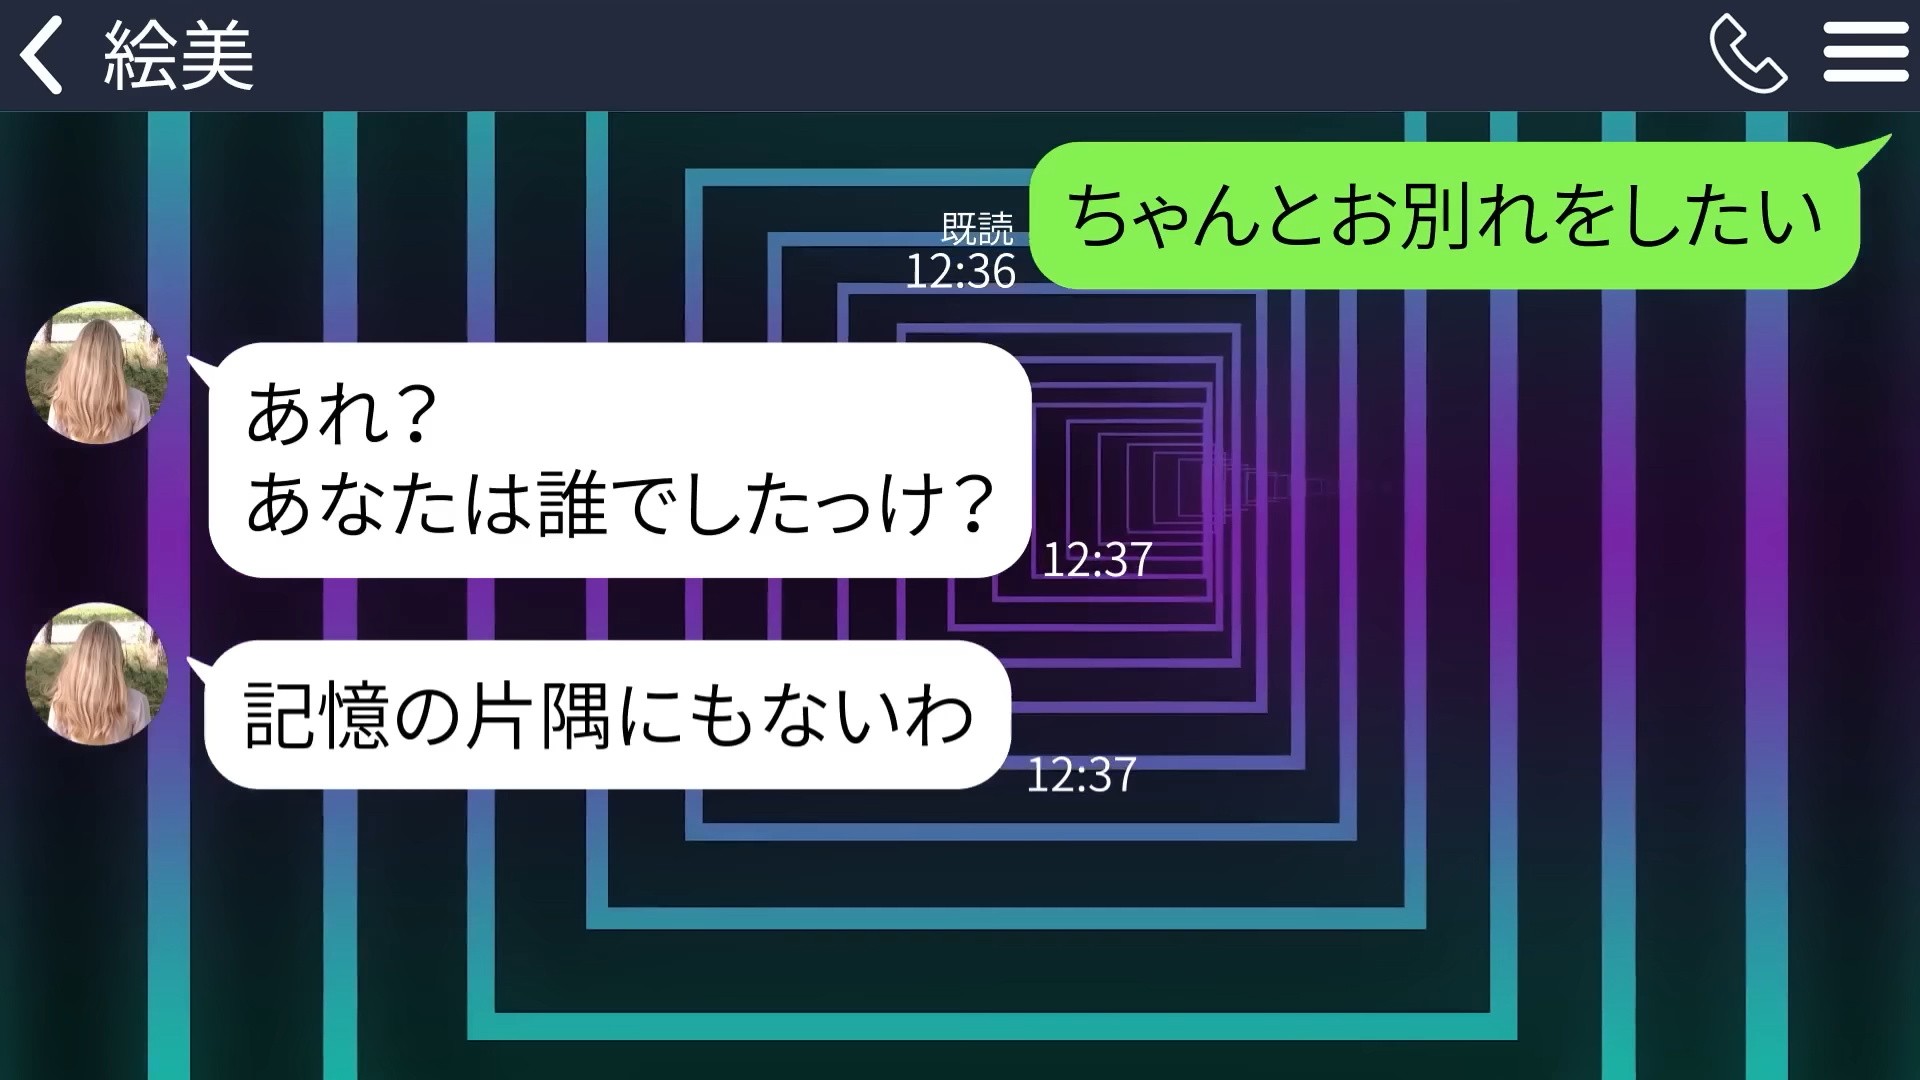 絵美
ちゃんとお別れをしたい
既読
12:36
あれ？
あなたは誰でしたっけ？
12:37
記憶の片隅にもないわ
12:37